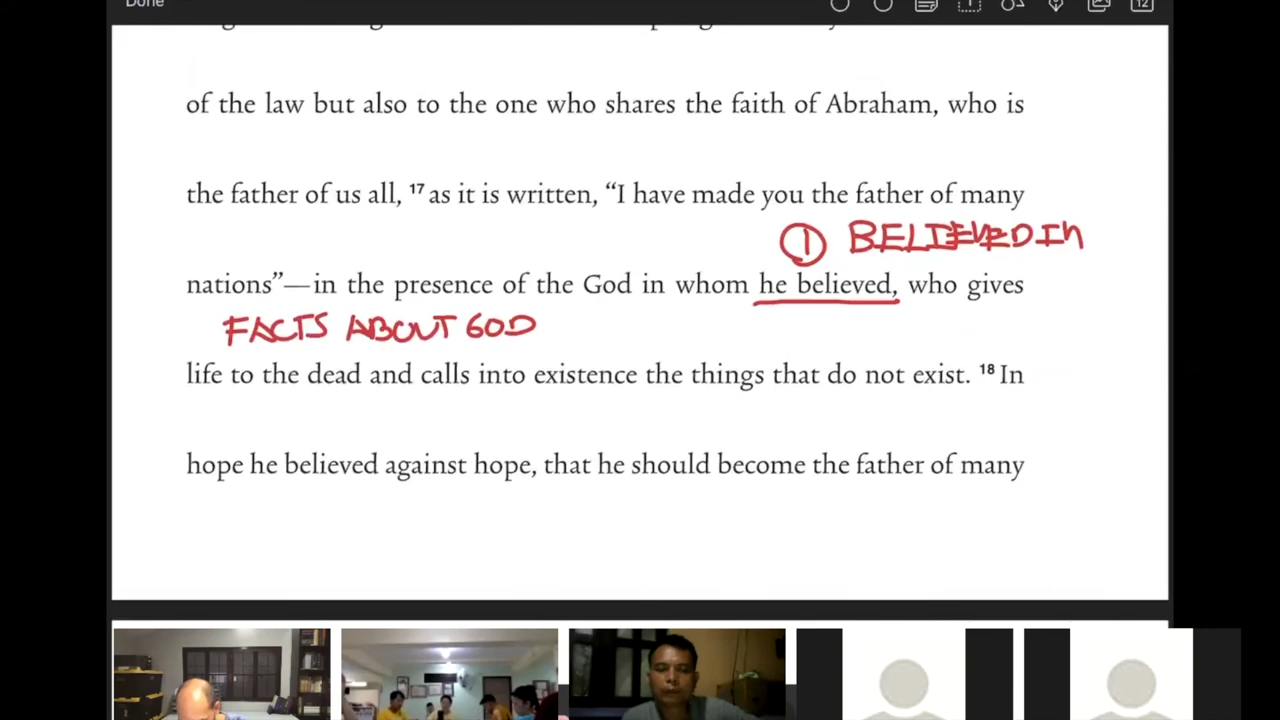 Done
12
of the law but also to the one who shares the faith of Abraham, who is
the father of us all, ¹⁷ as it is written, “I have made you the father of many
① BELIEVED IN
nations”—in the presence of the God in whom he believed, who gives
FACTS ABOUT GOD
life to the dead and calls into existence the things that do not exist. ¹⁸ In
hope he believed against hope, that he should become the father of many